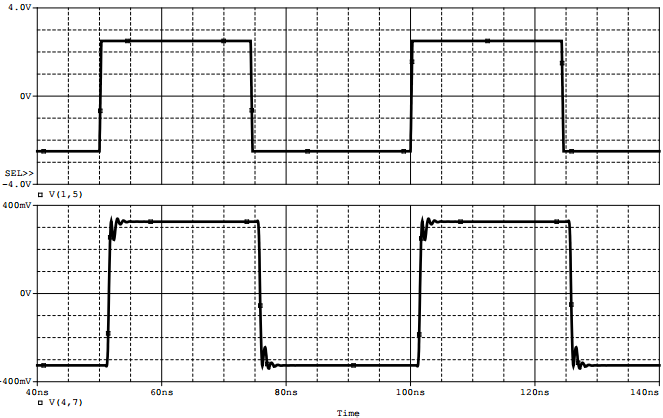 4.0V
0V
SEL>>
-4.0V
V(1,5)
400mV
0V
-400mV
40ns 60ns 80ns 100ns 120ns 140ns
V(4,7)
Time